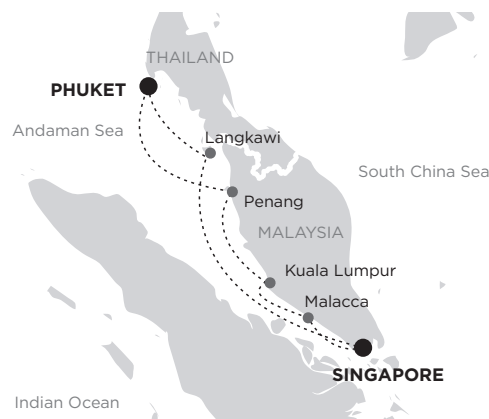 THAILAND
PHUKET
Andaman Sea
Langkawi
South China Sea
Penang
MALAYSIA
Kuala Lumpur
Malacca
SINGAPORE
Indian Ocean